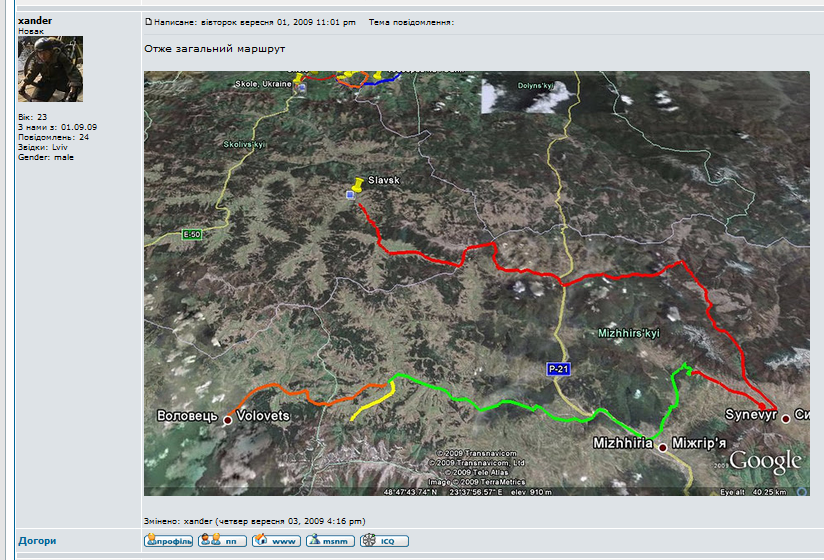 xander
Новак
Вік: 23
З нами з: 01.09.09
Повідомлень: 24
Звідки: Lviv
Gender: male
Написане: вівторок вересня 01, 2009 11:01 pm Тема повідомлення:
Отже загальний маршрут
Skole, Ukraine
Dolyns'kyi
Skolivs'kyi
Slavsk
E-50
Mizhhirs'kyi
P-21
Воловець Volovets
Synevyr Си
Mizhhiria Міжгір'я
© 2009 Transnavicom
© 2009 Transnavicom, Ltd
© 2009 Tele Atlas
Image © 2009 TerraMetrics
2009 Google
48°47'43.74" N 23°37'56.57" E elev 910 m
Eye alt 40.25 km
Змінено: xander (четвер вересня 03, 2009 4:16 pm)
Догори
профіль
пп
www
msnm
ICQ